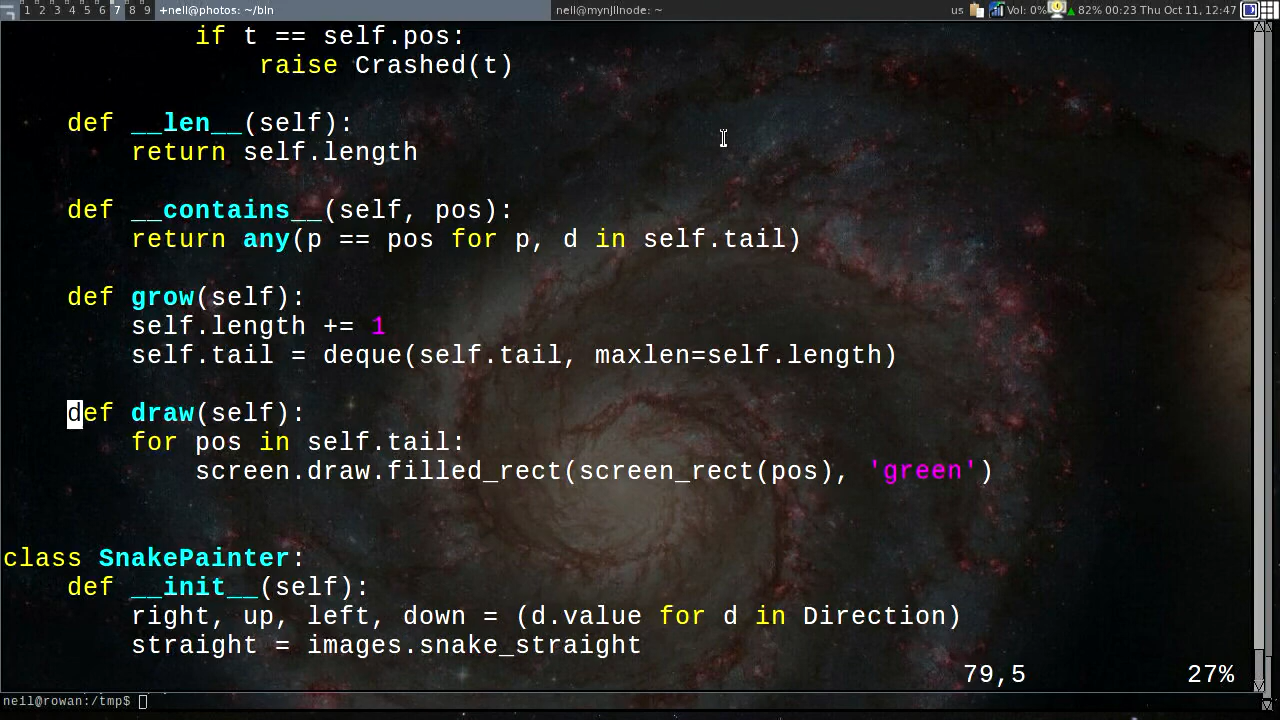 1 2 3 4 5 6 7 8 9 +neil@photos: ~/bin neil@mynjllnode: ~ us Vol: 0% 82% 00:23 Thu Oct 11, 12:47
if t == self.pos:
raise Crashed(t)
def __len__(self):
return self.length
def __contains__(self, pos):
return any(p == pos for p, d in self.tail)
def grow(self):
self.length += 1
self.tail = deque(self.tail, maxlen=self.length)
def draw(self):
for pos in self.tail:
screen.draw.filled_rect(screen_rect(pos), 'green')
class SnakePainter:
def __init__(self):
right, up, left, down = (d.value for d in Direction)
straight = images.snake_straight
79,5 27%
neil@rowan:/tmp$